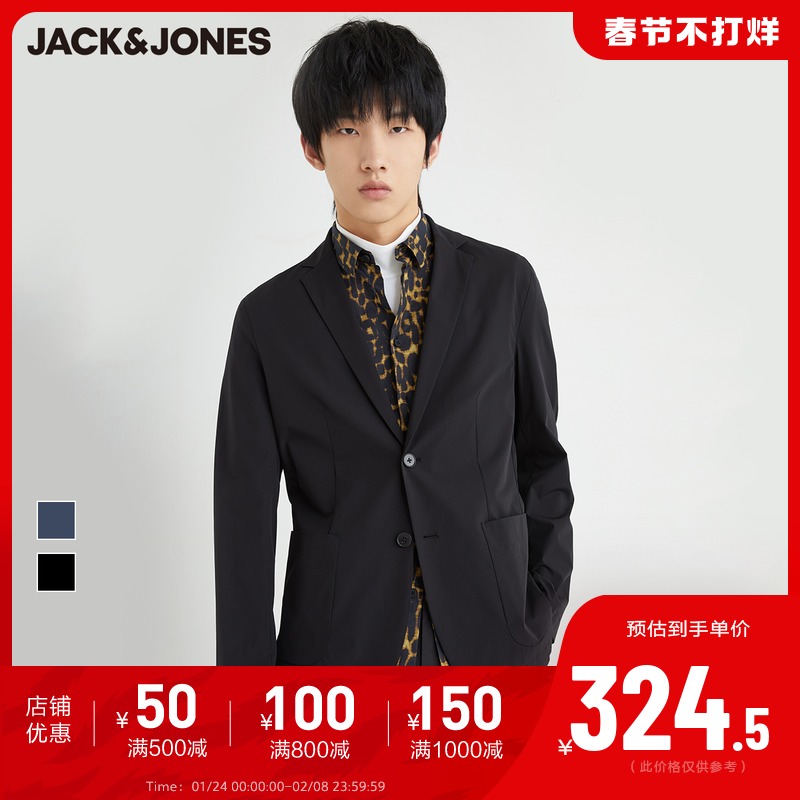 JACK&JONES
春节不打烊
预估到手单价
¥324.5
（此价格仅供参考）
店铺
优惠
¥50
满500减
¥100
满800减
¥150
满1000减
Time：01/24 00:00:00-02/08 23:59:59